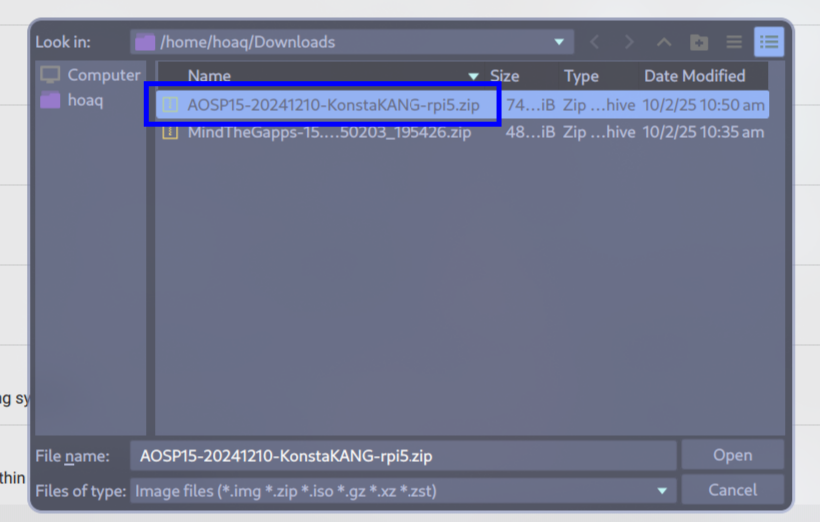 Look in: /home/hoaq/Downloads
Computer
hoaq
Name Size Type Date Modified
AOSP15-20241210-KonstaKANG-rpi5.zip 74...iB Zip ...hive 10/2/25 10:50 am
MindTheGapps-15....50203_195426.zip 48...iB Zip ...hive 10/2/25 10:35 am
ng sy
thin
File name: AOSP15-20241210-KonstaKANG-rpi5.zip Open
Files of type: Image files (*.img *.zip *.iso *.gz *.xz *.zst) Cancel